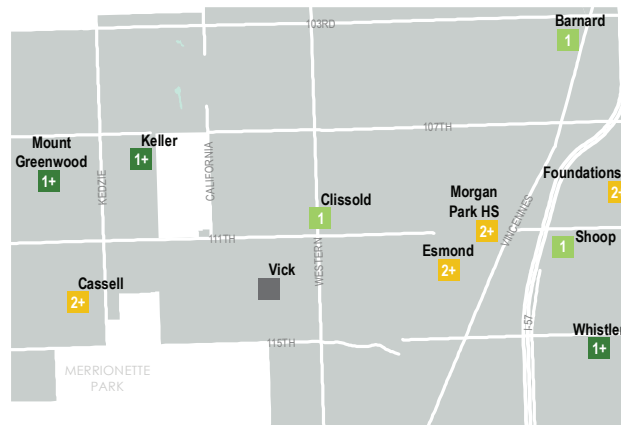 Barnard
1
103RD
107TH
Mount
Greenwood
1+
Keller
1+
KEDZIE
CALIFORNIA
Foundations
2+
Clissold
1
Morgan
Park HS
2+
VINCENNES
111TH
WESTERN
Shoop
1
Esmond
2+
Vick
Cassell
2+
I-57
Whistler
1+
115TH
MERRIONETTE
PARK